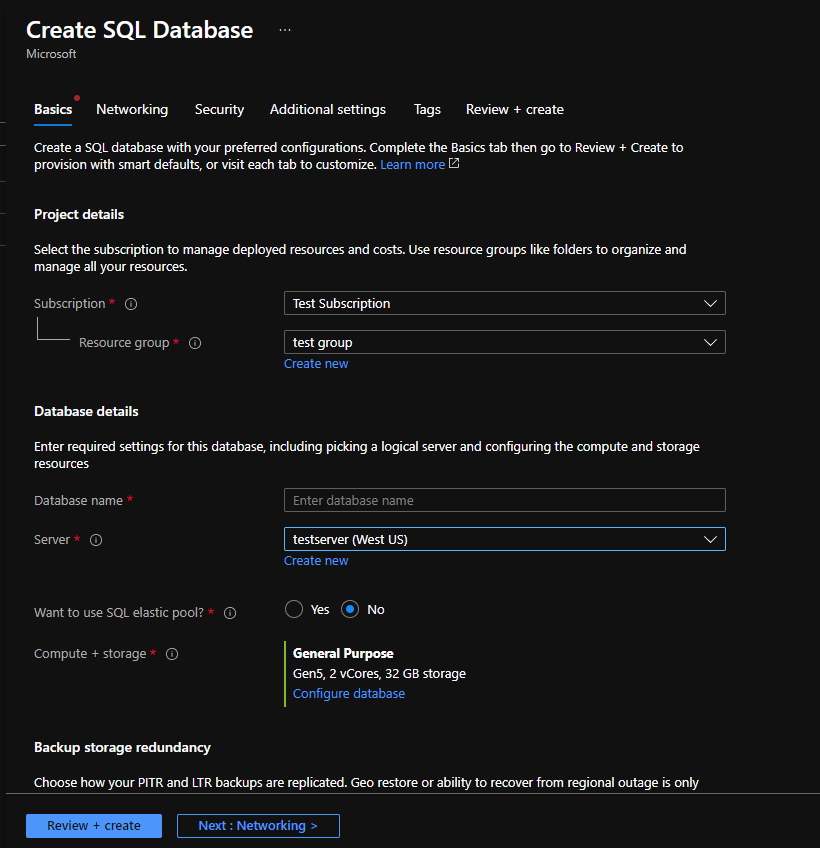 Create SQL Database ...
Microsoft
Basics Networking Security Additional settings Tags Review + create
Create a SQL database with your preferred configurations. Complete the Basics tab then go to Review + Create to
provision with smart defaults, or visit each tab to customize. Learn more
Project details
Select the subscription to manage deployed resources and costs. Use resource groups like folders to organize and
manage all your resources.
Subscription * Test Subscription
Resource group * test group
Create new
Database details
Enter required settings for this database, including picking a logical server and configuring the compute and storage
resources
Database name * Enter database name
Server * testserver (West US)
Create new
Want to use SQL elastic pool? * Yes No
Compute + storage * General Purpose
Gen5, 2 vCores, 32 GB storage
Configure database
Backup storage redundancy
Choose how your PITR and LTR backups are replicated. Geo restore or ability to recover from regional outage is only
Review + create Next : Networking >